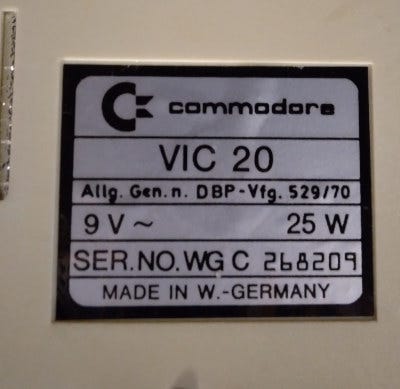 commodore
VIC 20
Allg. Gen. n. DBP-Vfg. 529/70
9 V ~ 25 W
SER.NO. WG C 268209
MADE IN W.-GERMANY